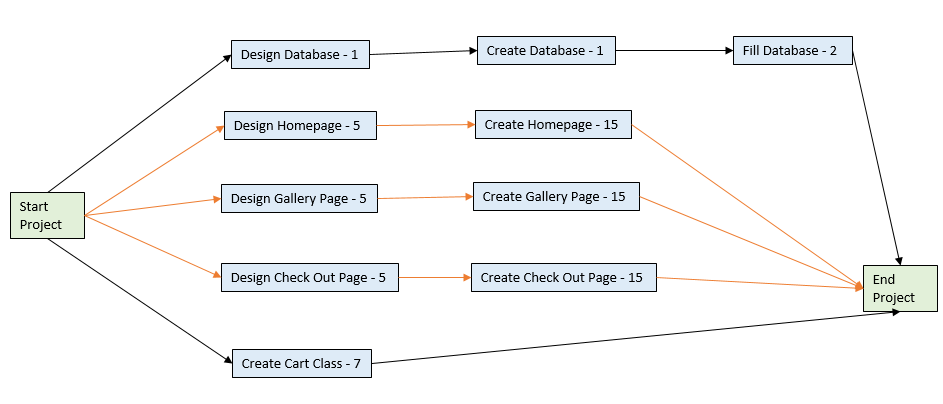 Design Database - 1
Create Database - 1
Fill Database - 2
Design Homepage - 5
Create Homepage - 15
Start
Project
Design Gallery Page - 5
Create Gallery Page - 15
Design Check Out Page - 5
Create Check Out Page - 15
End
Project
Create Cart Class - 7